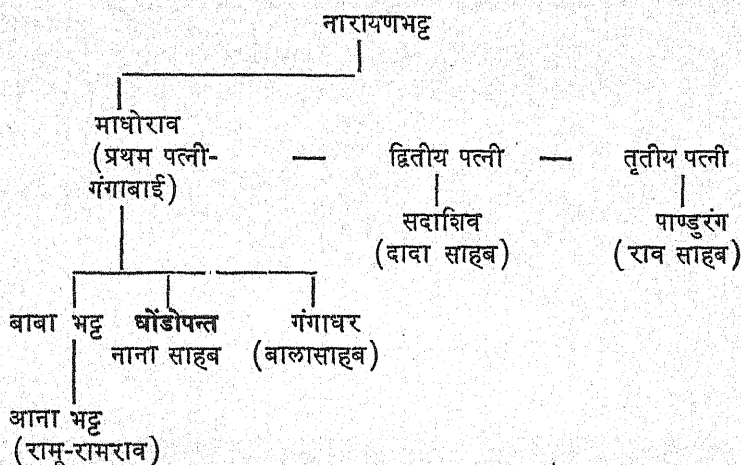 नारायणभट्ट
माधोराव
(प्रथम पत्नी- — द्वितीय पत्नी — तृतीय पत्नी
गंगाबाई)
सदाशिव पाण्डुरंग
(दादा साहब) (राव साहब)
बाबा भट्ट धोंडोपन्त गंगाधर
नाना साहब (बालासाहब)
आना भट्ट
(रामू-रामराव)